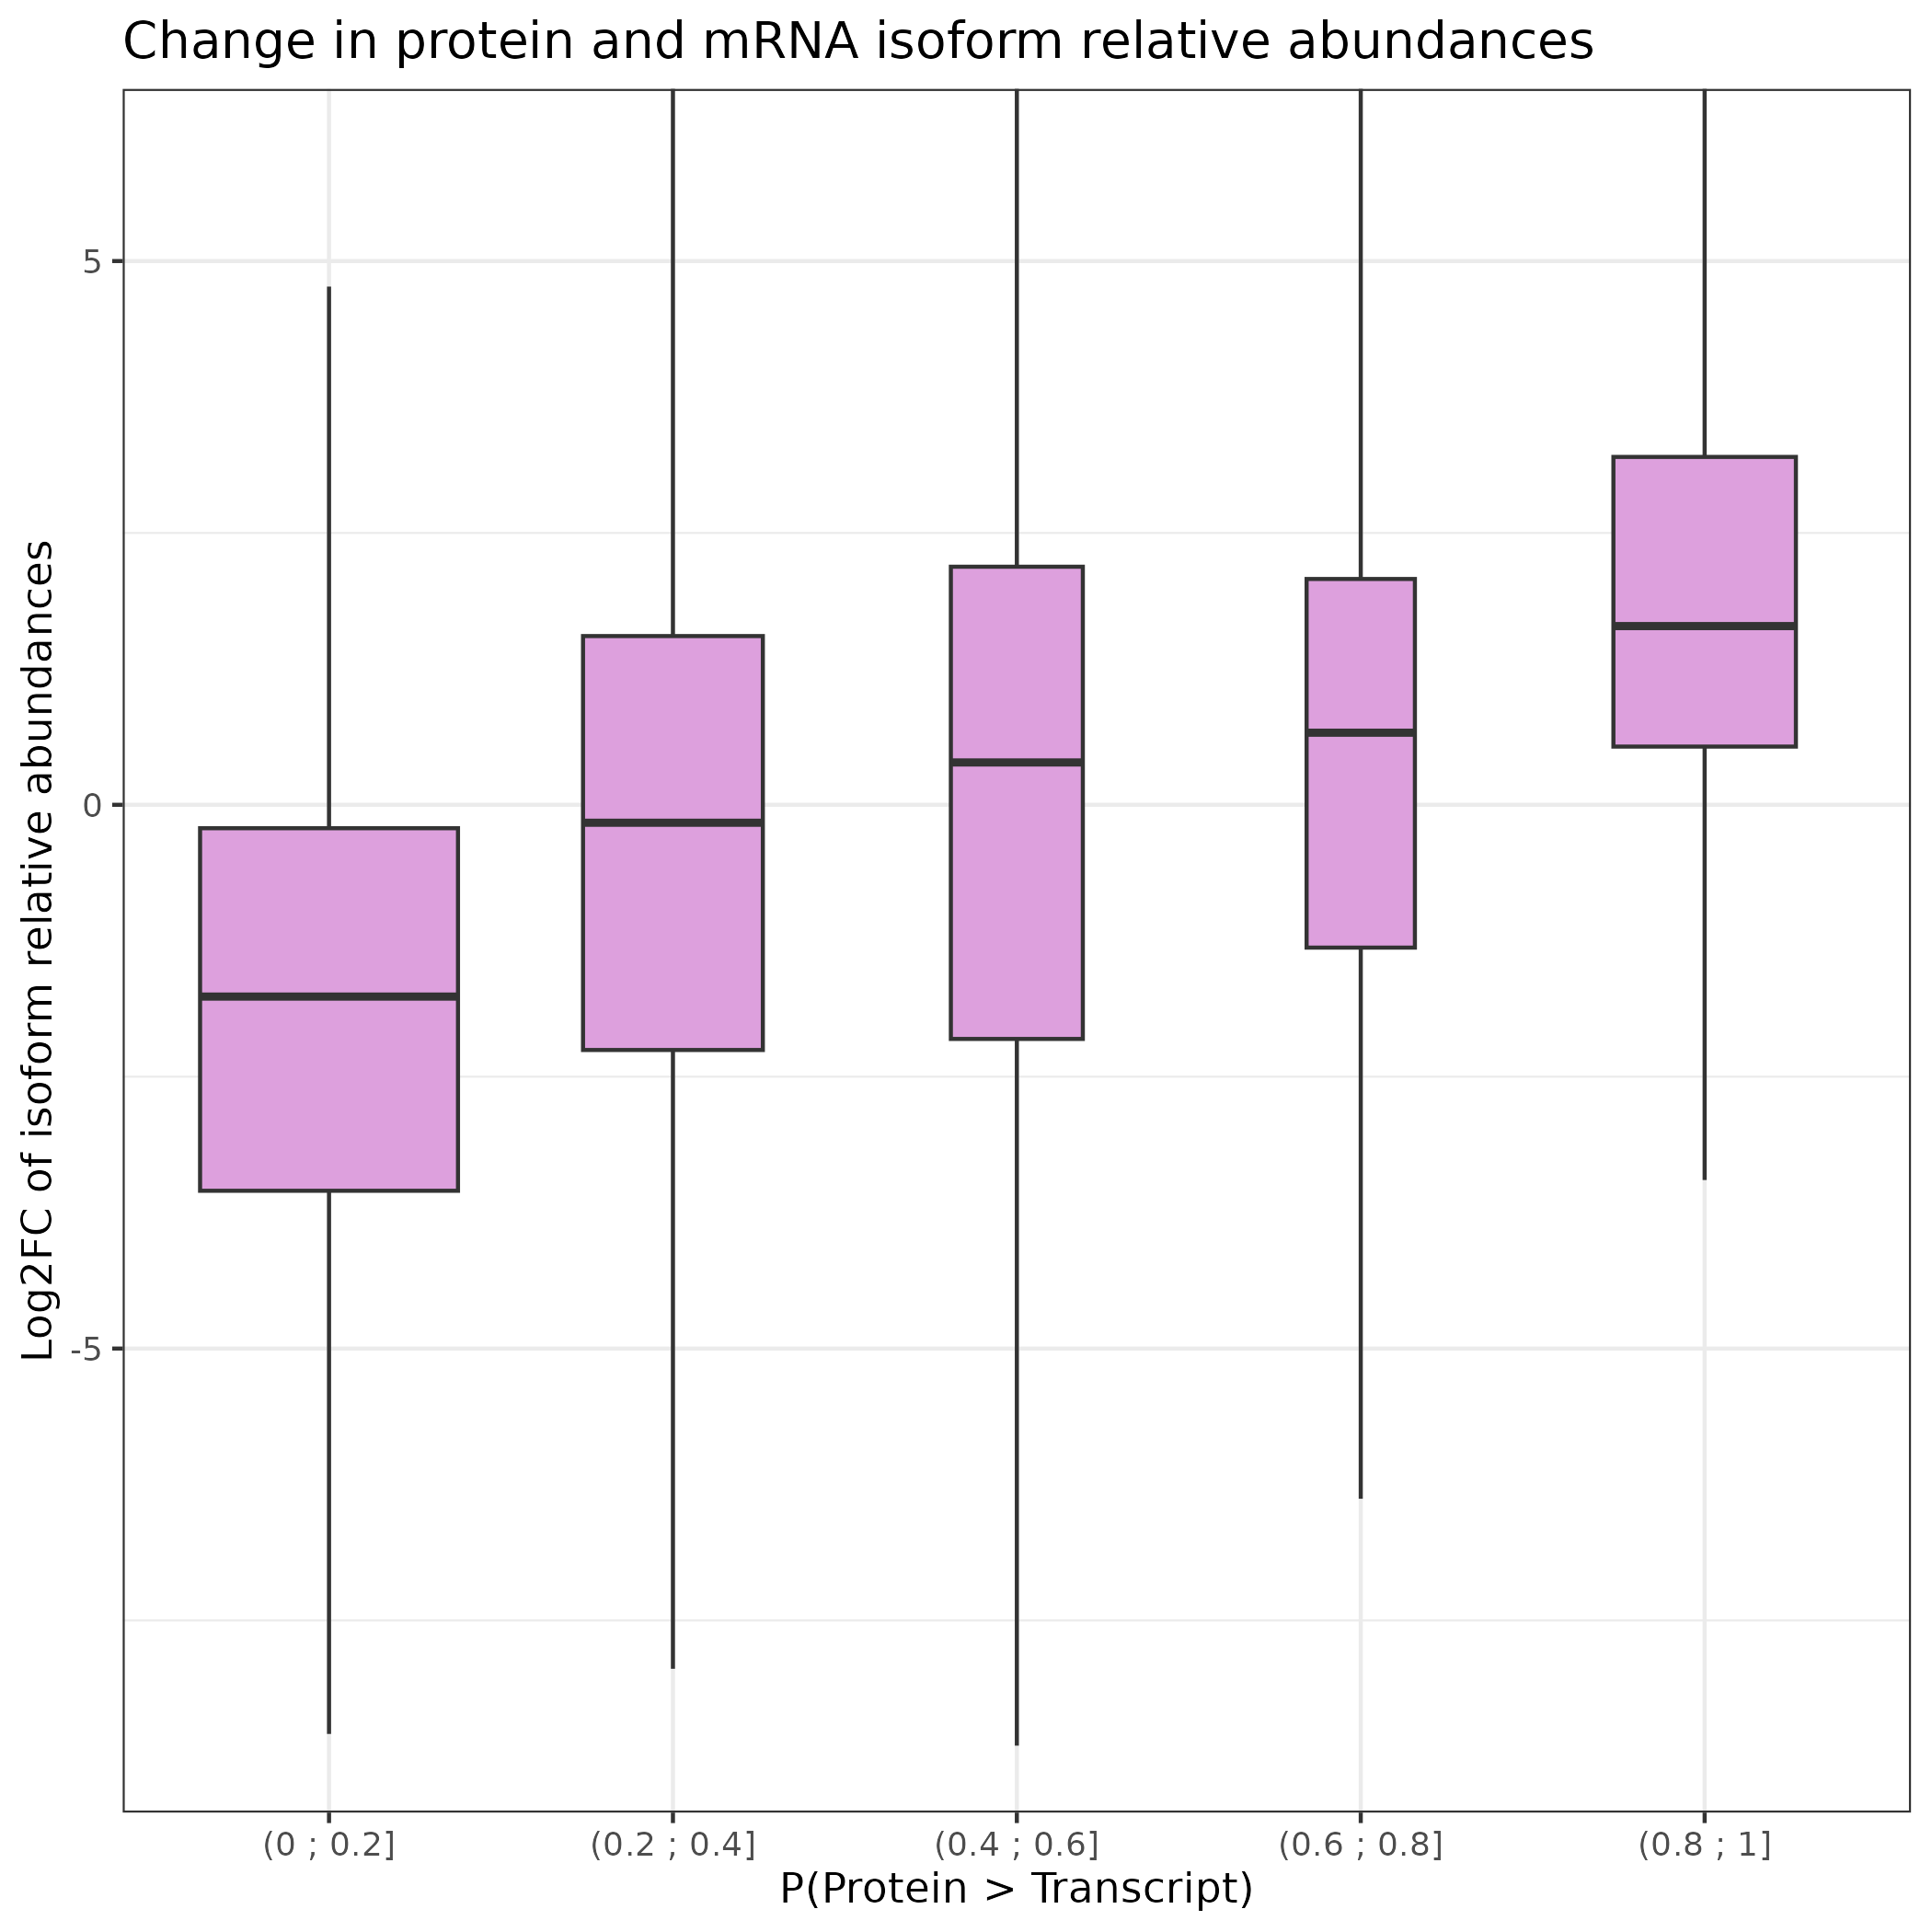 Change in protein and mRNA isoform relative abundances
Log2FC of isoform relative abundances
5
0
-5
(0 ; 0.2]
(0.2 ; 0.4]
(0.4 ; 0.6]
(0.6 ; 0.8]
(0.8 ; 1]
P(Protein > Transcript)